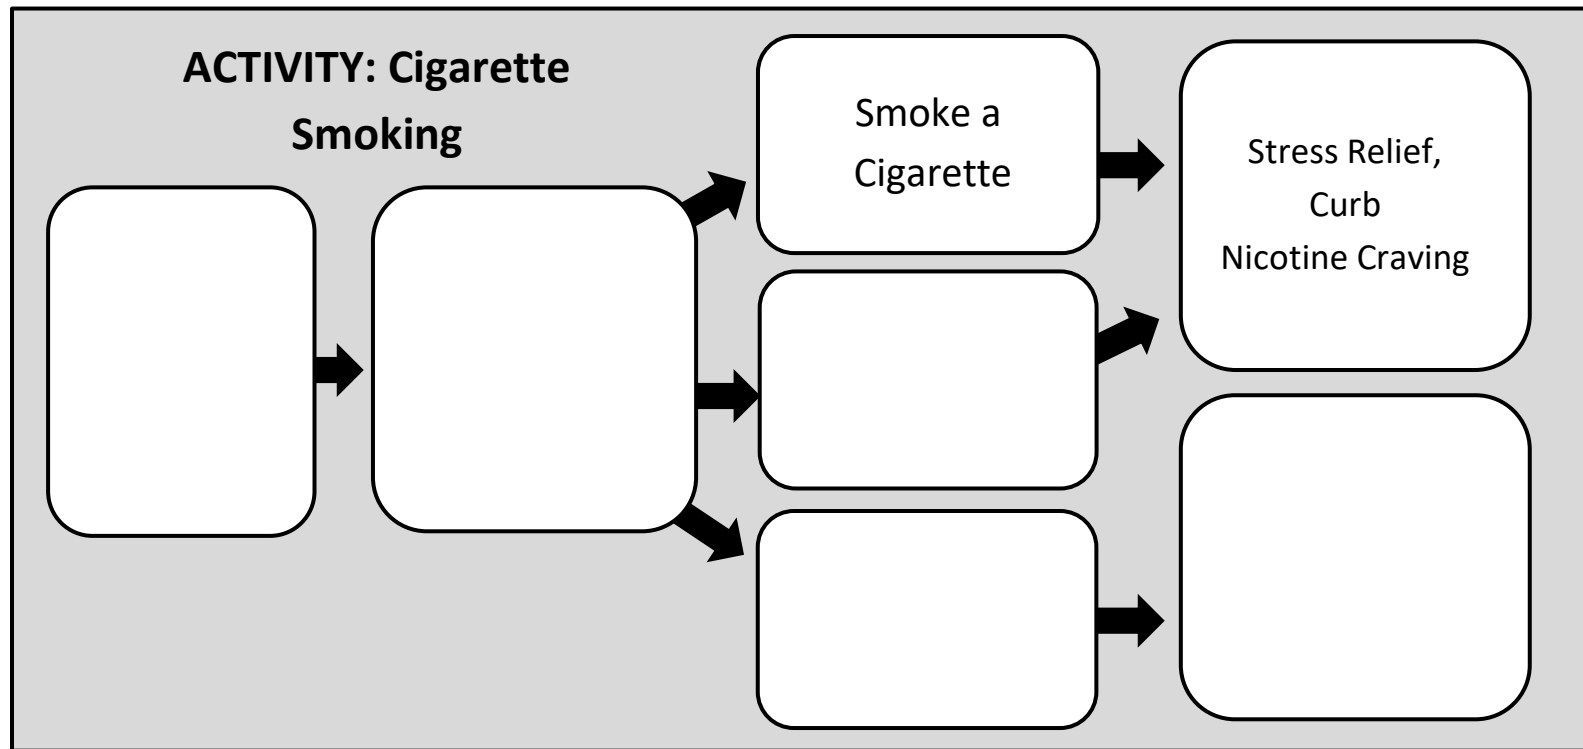 ACTIVITY: Cigarette
Smoking
Smoke a
Cigarette
Stress Relief,
Curb
Nicotine Craving